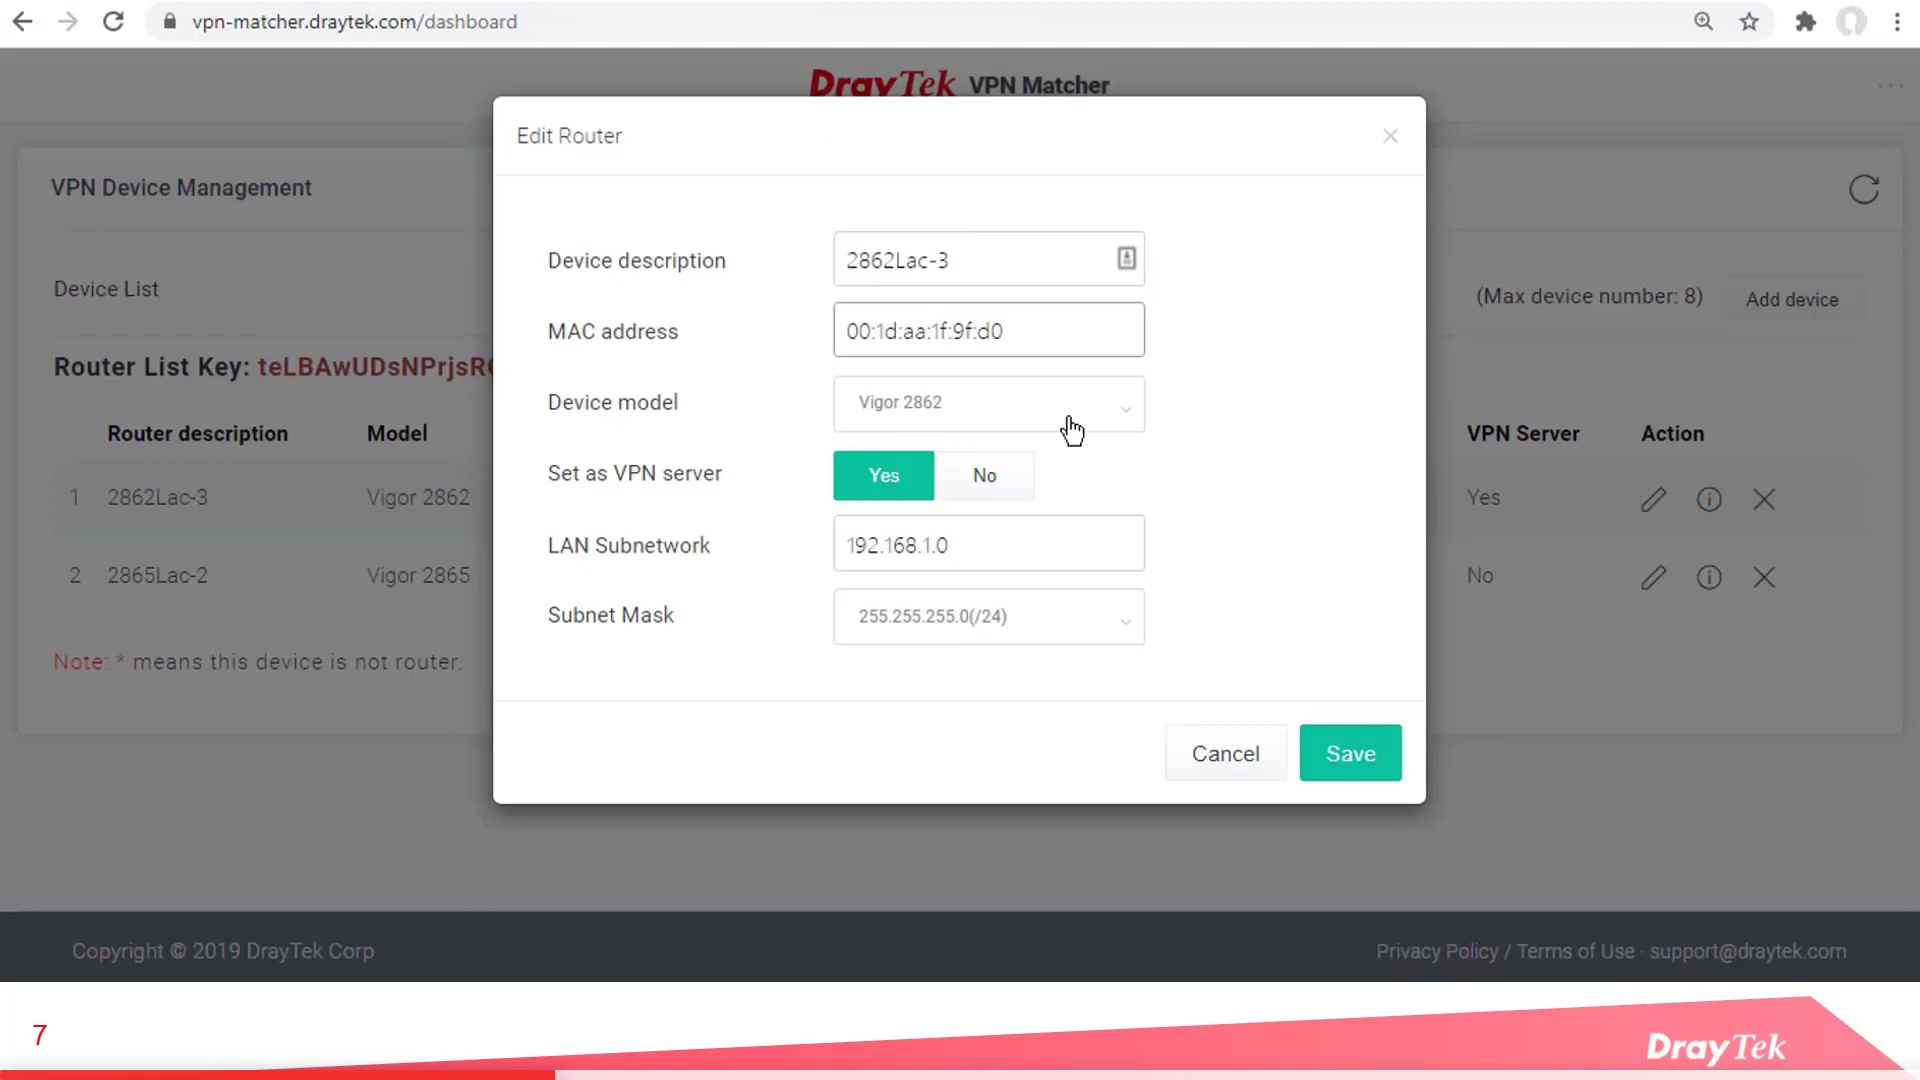 vpn-matcher.draytek.com/dashboard
DrayTek VPN Matcher
Edit Router
VPN Device Management
Device description 2862Lac-3
Device List
(Max device number: 8) Add device
MAC address 00:1d:aa:1f:9f:d0
Router List Key:
Device model Vigor 2862
Router description Model VPN Server Action
Set as VPN server Yes No
1 2862Lac-3 Vigor 2862 Yes
LAN Subnetwork 192.168.1.0
2 2865Lac-2 Vigor 2865 No
Subnet Mask 255.255.255.0(/24)
Note: * means this device is not router.
Cancel Save
Copyright © 2019 DrayTek Corp Privacy Policy / Terms of Use · support@draytek.com
7 DrayTek